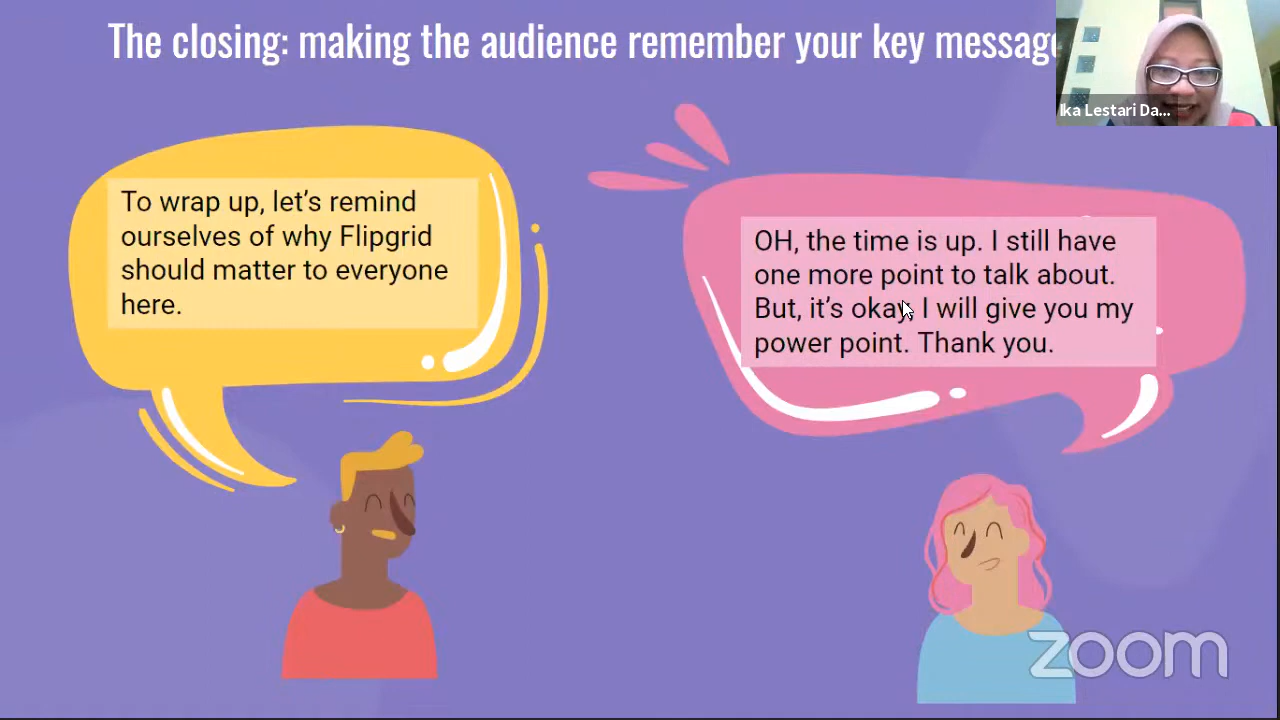 The closing: making the audience remember your key message
Ika Lestari Da...
To wrap up, let's remind
ourselves of why Flipgrid
should matter to everyone
here.
OH, the time is up. I still have
one more point to talk about.
But, it's okay, I will give you my
power point. Thank you.
zoom